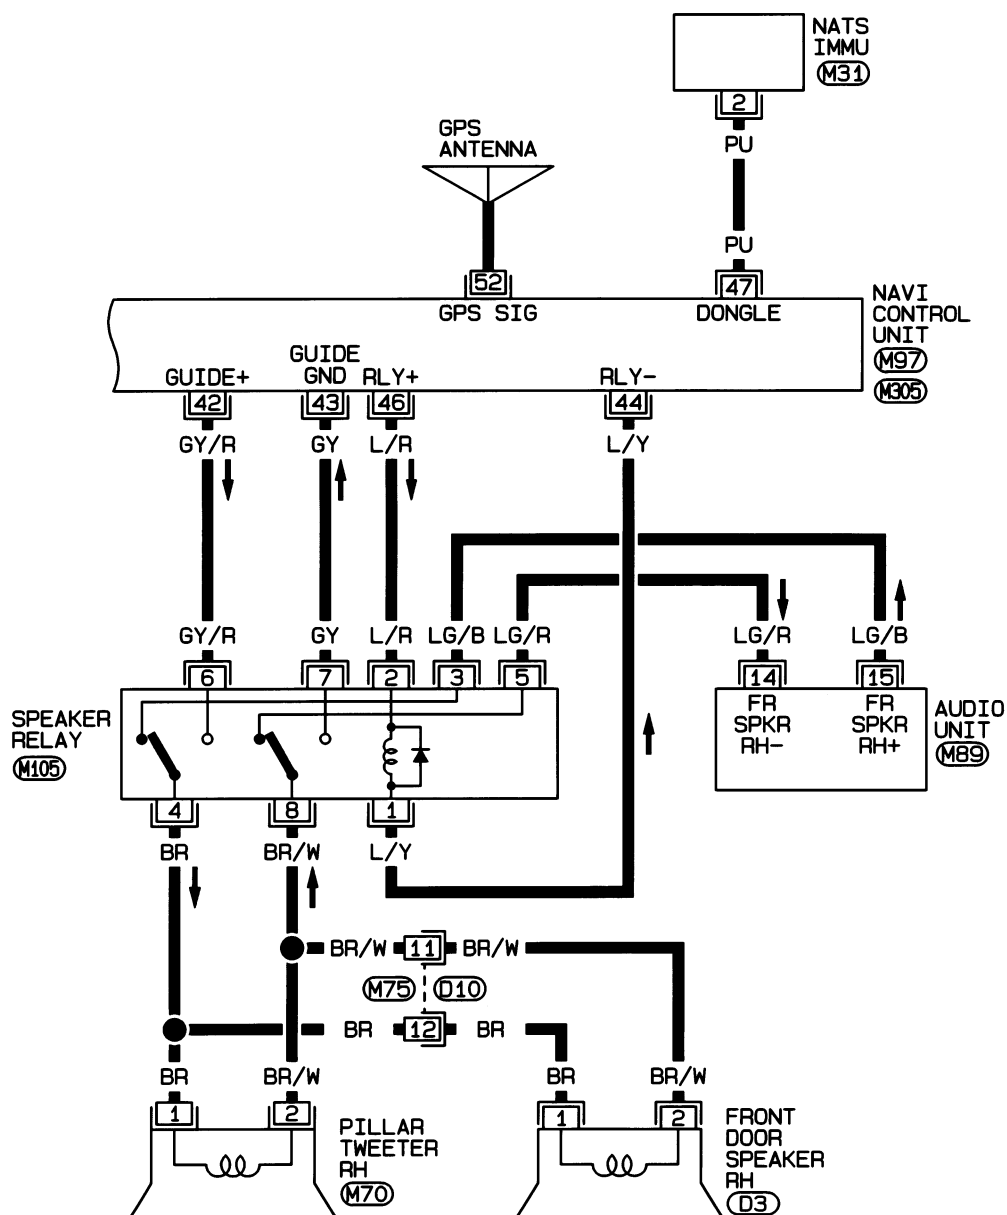 NATS
IMMU
M31
2
PU
GPS
ANTENNA
PU
52
47
GPS SIG
DONGLE
NAVI
CONTROL
UNIT
M97
M305
GUIDE+
GUIDE
GND
RLY+
RLY-
42
43
46
44
GY/R
GY
L/R
L/Y
GY/R
GY
L/R
LG/B
LG/R
LG/R
LG/B
6
7
2
3
5
14
15
SPEAKER
RELAY
M105
FR
SPKR
RH-
FR
SPKR
RH+
AUDIO
UNIT
M89
4
8
1
BR
BR/W
L/Y
BR/W
11
BR/W
M75
D10
BR
12
BR
BR
BR/W
BR
BR/W
1
2
1
2
PILLAR
TWEETER
RH
M70
FRONT
DOOR
SPEAKER
RH
D3